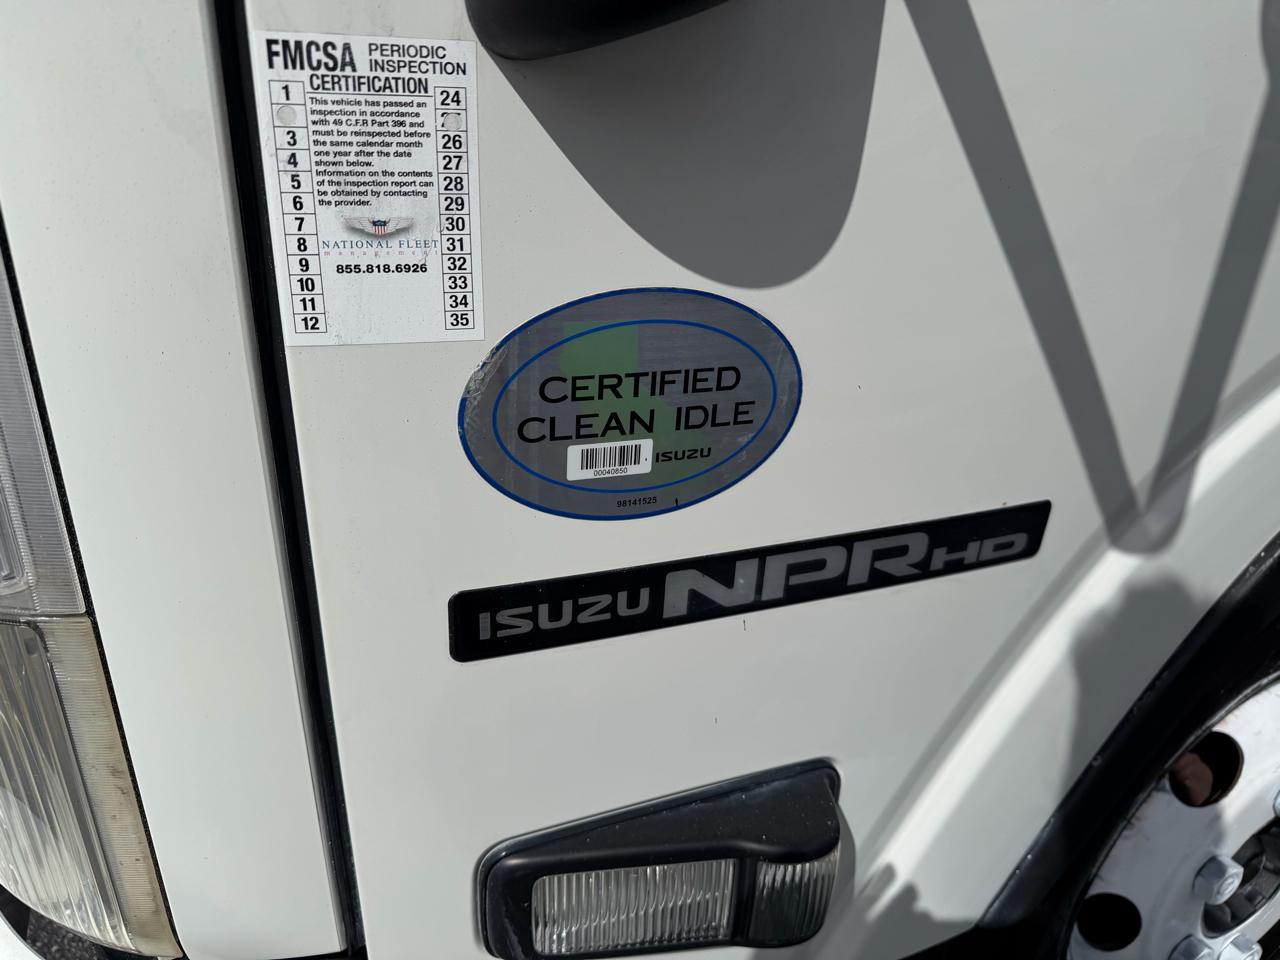 FMCSA PERIODIC INSPECTION
CERTIFICATION
This vehicle has passed an
inspection in accordance
with 49 C.F.R Part 396 and
must be reinspected before
the same calendar month
one year after the date
shown below.
Information on the contents
of the inspection report can
be obtained by contacting
the provider.
NATIONAL FLEET
management
855.818.6926
1
3
4
5
6
7
8
9
10
11
12
24
26
27
28
29
30
31
32
33
34
35
CERTIFIED
CLEAN IDLE
00040850
ISUZU
98141525
ISUZU NPR HD